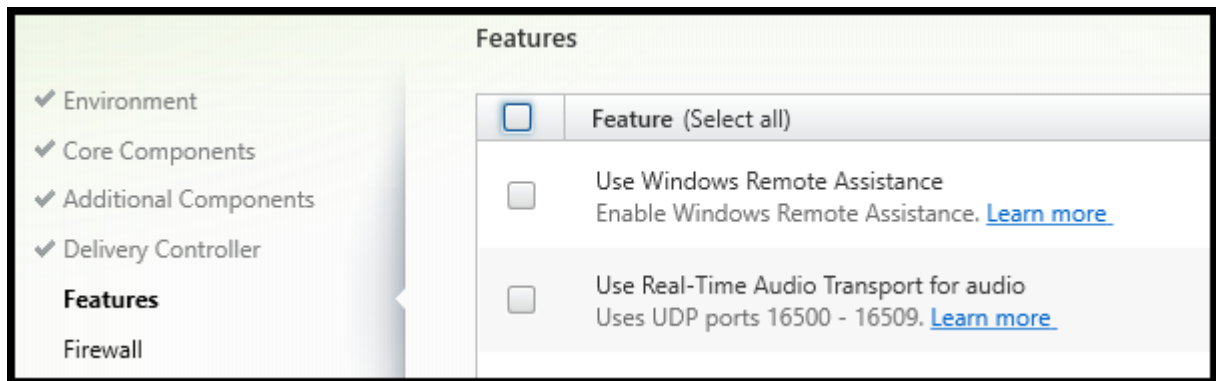 Features
Environment
Core Components
Additional Components
Delivery Controller
Features
Firewall
Feature (Select all)
Use Windows Remote Assistance
Enable Windows Remote Assistance. Learn more
Use Real-Time Audio Transport for audio
Uses UDP ports 16500 - 16509. Learn more